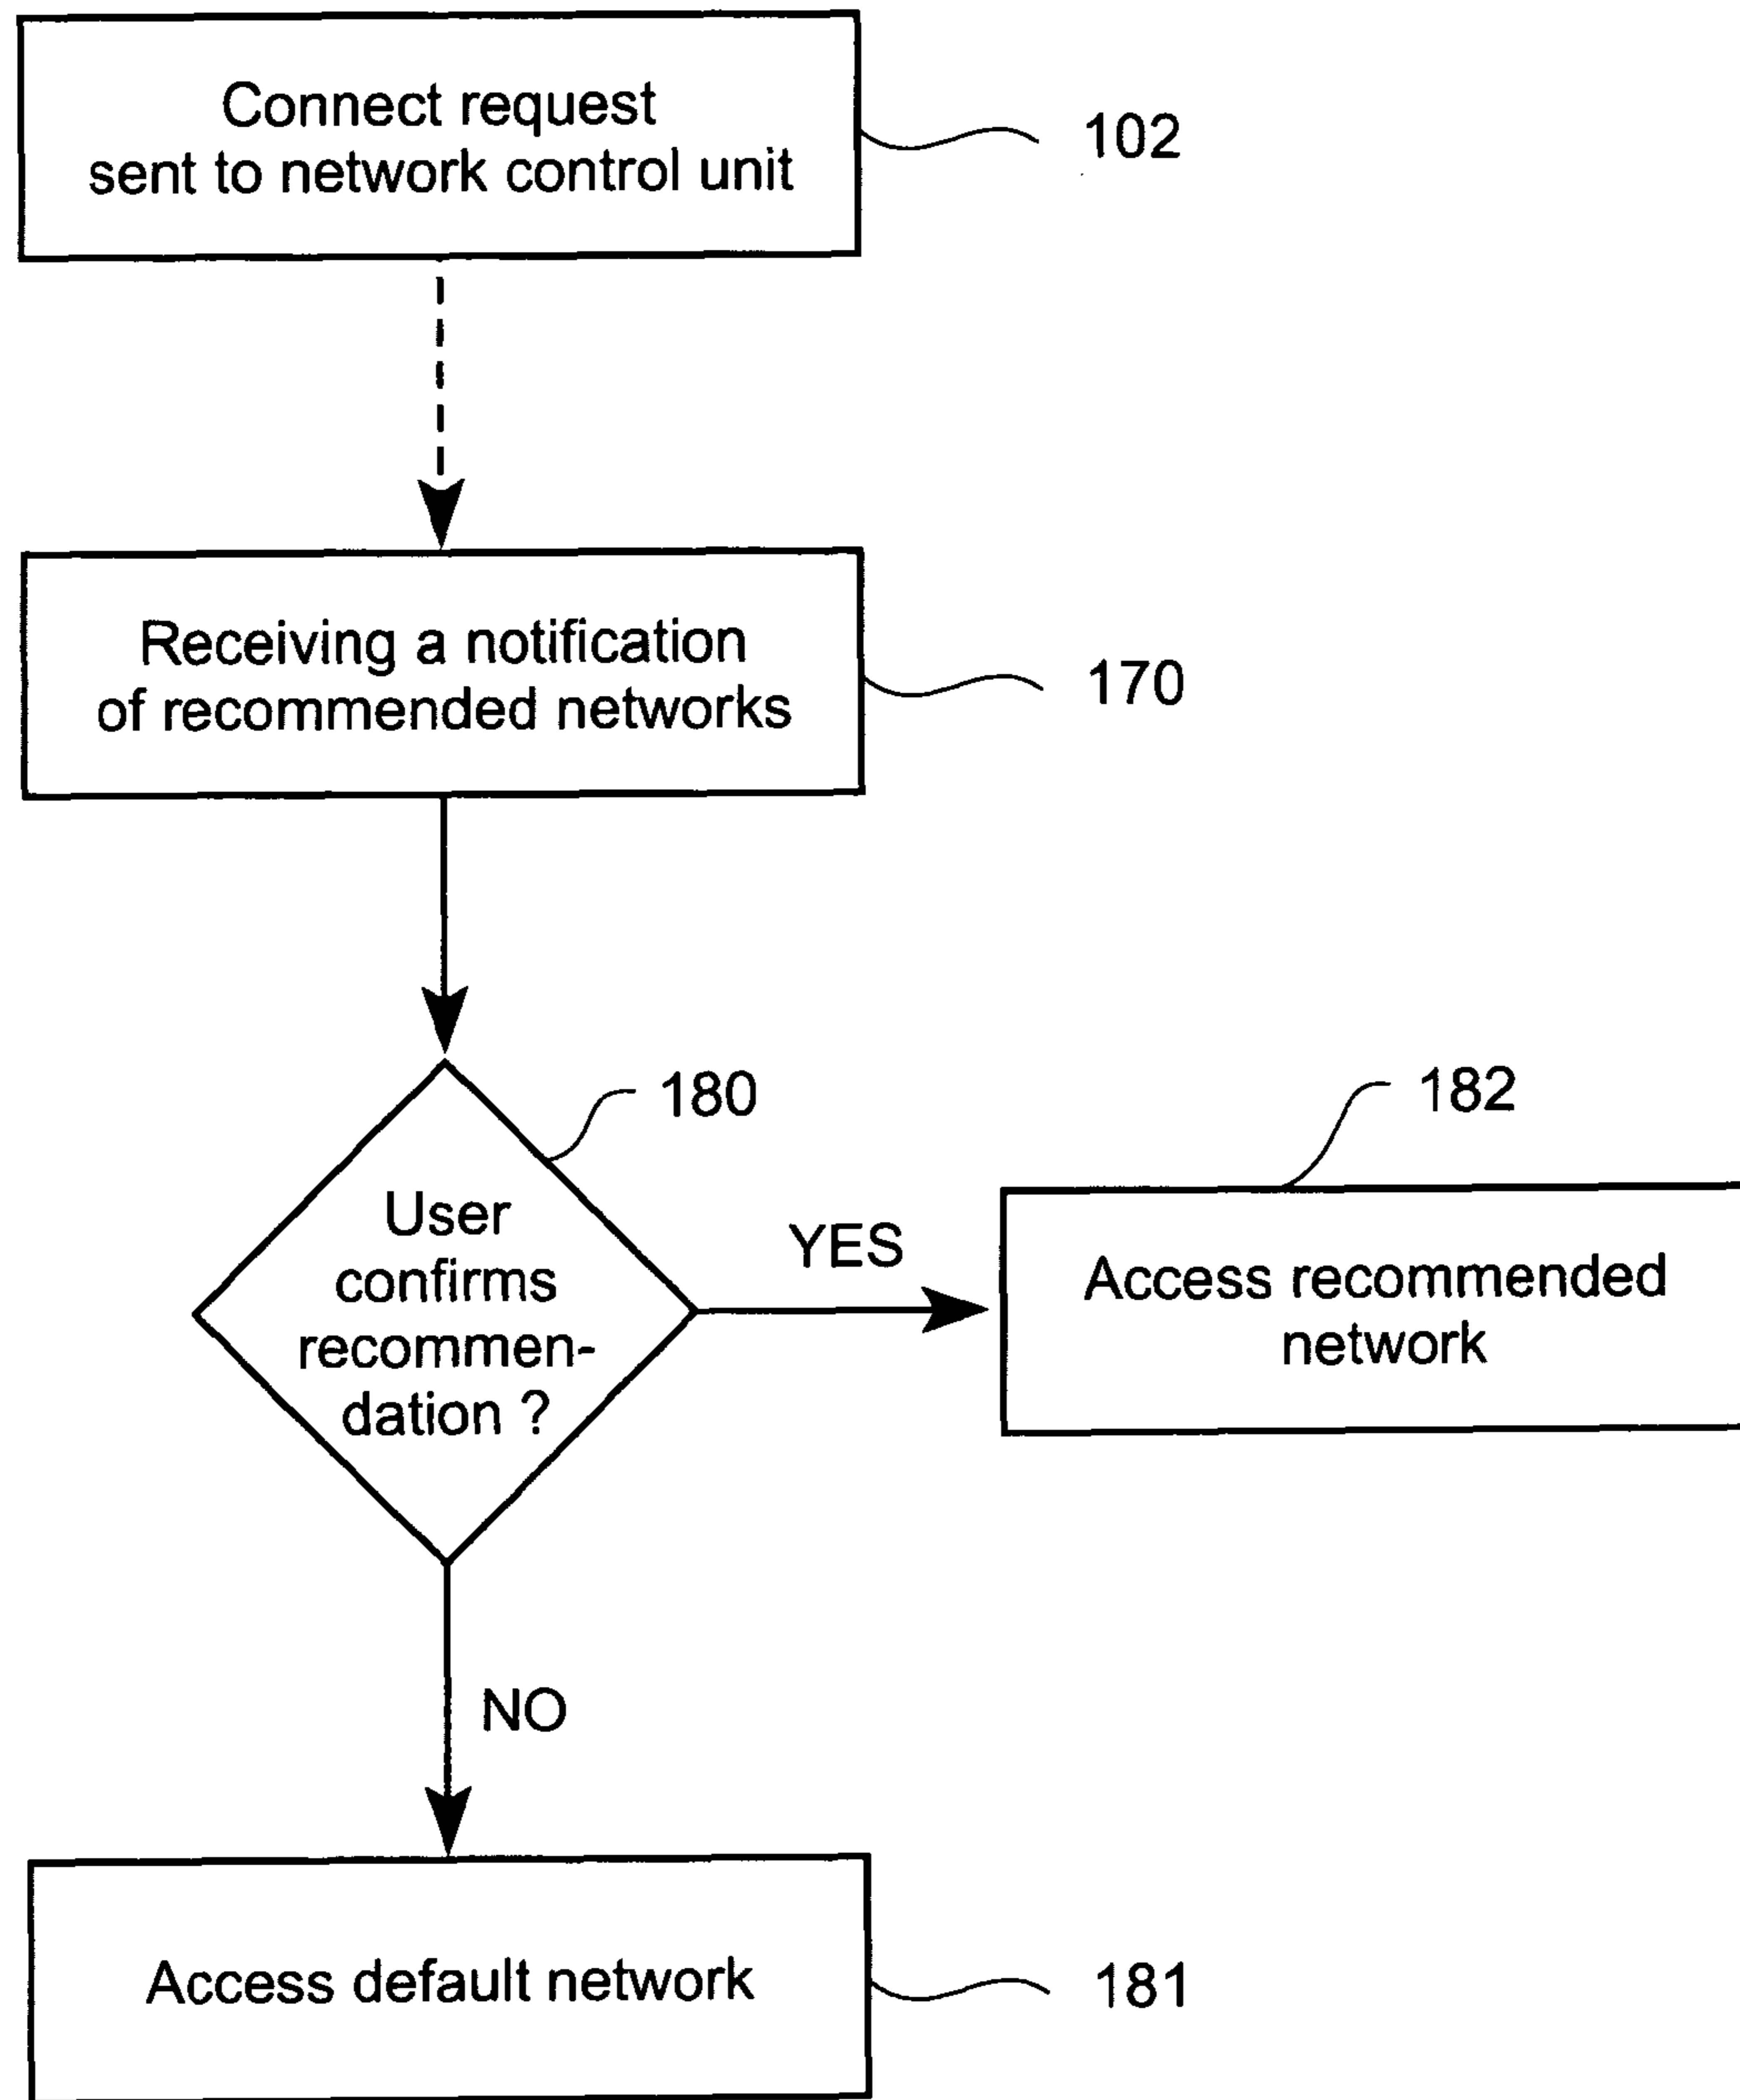 Connect request
sent to network control unit
102
Receiving a notification
of recommended networks
170
180
182
User
confirms
recommen-
dation ?
YES
Access recommended
network
NO
Access default network
181